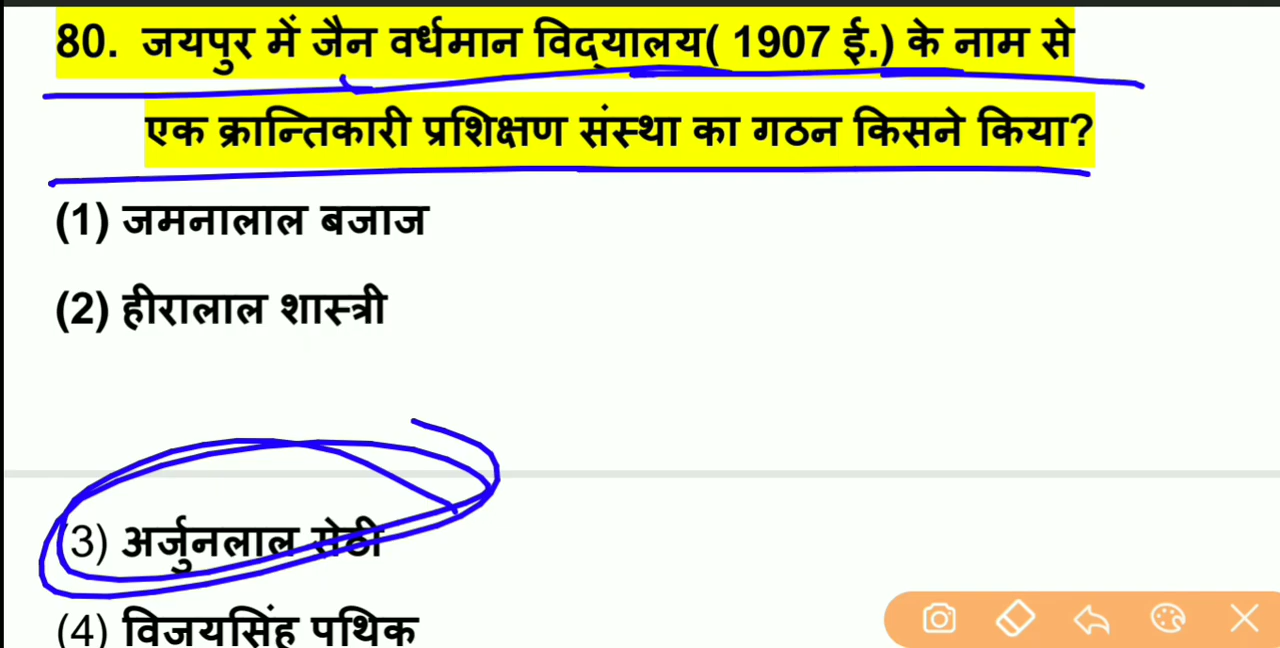 80. जयपुर में जैन वर्धमान विद्यालय( 1907 ई.) के नाम से
एक क्रान्तिकारी प्रशिक्षण संस्था का गठन किसने किया?
(1) जमनालाल बजाज
(2) हीरालाल शास्त्री
(3) अर्जुनलाल सेठी
(4) विजयसिंह पथिक